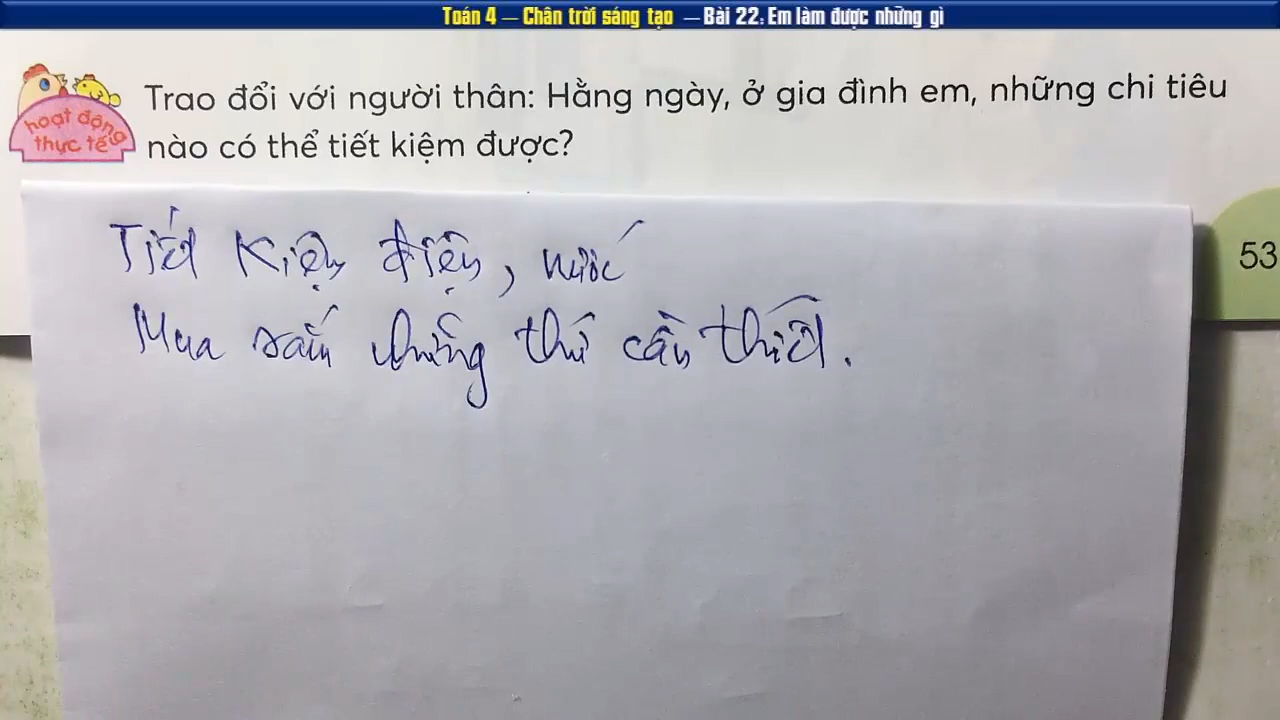 Toán 4 – Chân trời sáng tạo – Bài 22: Em làm được những gì
hoạt động
thực tế
Trao đổi với người thân: Hằng ngày, ở gia đình em, những chi tiêu
nào có thể tiết kiệm được?
53
Tiết kiệm điện, nước
Mua sắm những thứ cần thiết.